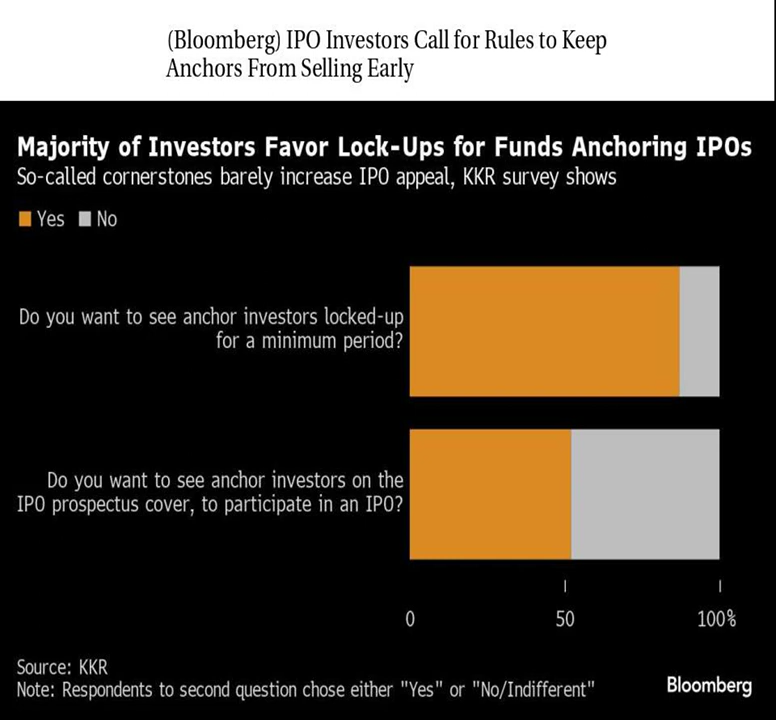 (Bloomberg) IPO Investors Call for Rules to Keep
Anchors From Selling Early
Majority of Investors Favor Lock-Ups for Funds Anchoring IPOs
So-called cornerstones barely increase IPO appeal, KKR survey shows
Yes No
Do you want to see anchor investors locked-up
for a minimum period?
Do you want to see anchor investors on the
IPO prospectus cover, to participate in an IPO?
0 50 100%
Source: KKR
Note: Respondents to second question chose either "Yes" or "No/Indifferent"
Bloomberg